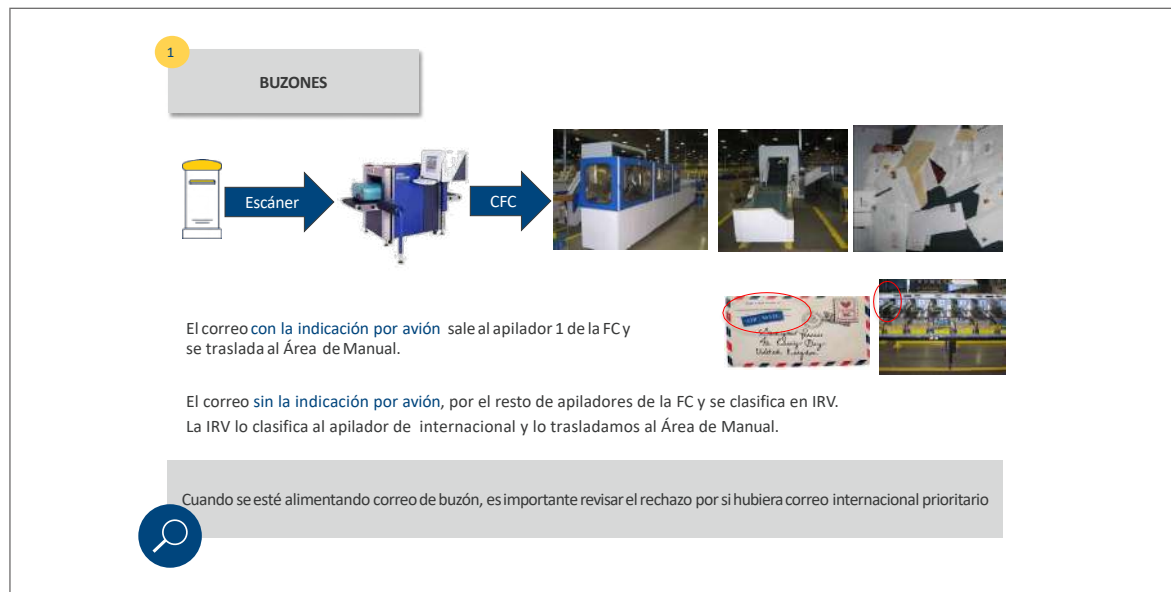 1
BUZONES
Escáner
CFC
El correo con la indicación por avión sale al apilador 1 de la FC y
se traslada al Área de Manual.
El correo sin la indicación por avión, por el resto de apiladores de la FC y se clasifica en IRV.
La IRV lo clasifica al apilador de internacional y lo trasladamos al Área de Manual.
Cuando se esté alimentando correo de buzón, es importante revisar el rechazo por si hubiera correo internacional prioritario